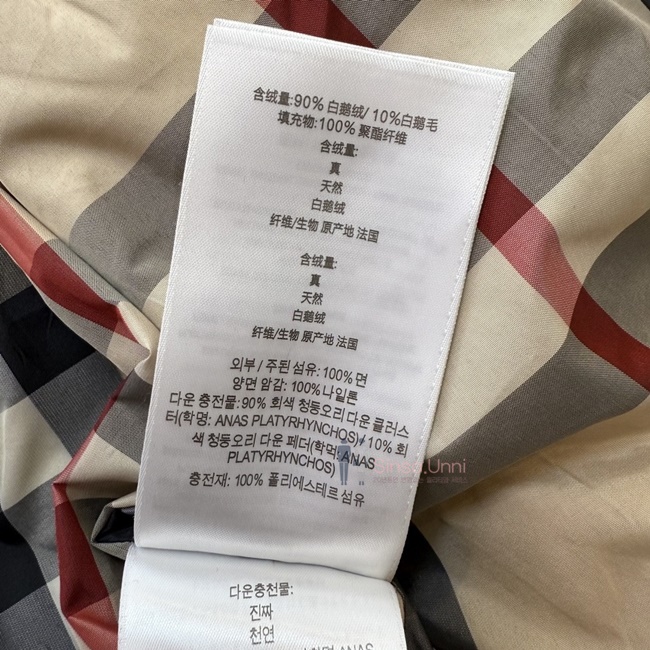 含绒量:90% 白鹅绒/ 10%白鹅毛
填充物:100% 聚酯纤维
含绒量:
真
天然
白鹅绒
纤维/生物 原产地 法国
含绒量:
真
天然
白鹅绒
纤维/生物 原产地 法国
외부 / 주된 섬유: 100% 면
양면 암감: 100% 나일론
다운 충전물: 90% 회색 청둥오리 다운 클러스
터(학명: ANAS PLATYRHYNCHOS) / 10% 회
색 청둥오리 다운 페더(학명: ANAS
PLATYRHYNCHOS)
충전재: 100% 폴리에스테르 섬유
Unni
다운충천물:
진짜
천연
ANAS